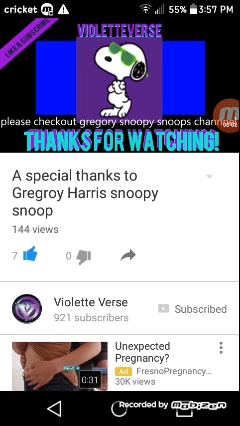 cricket 55% 3:57 PM
LIKE & SUBSCRIBE
VIOLETTEVERSE
please checkout gregory snoopy snoops channel
03:02
THANKS FOR WATCHING!
A special thanks to
Gregroy Harris snoopy
snoop
144 views
7 0
Violette Verse
921 subscribers
Subscribed
Unexpected
Pregnancy?
Ad FresnoPregnancy...
30K views
0:31
Recorded by Mobizen